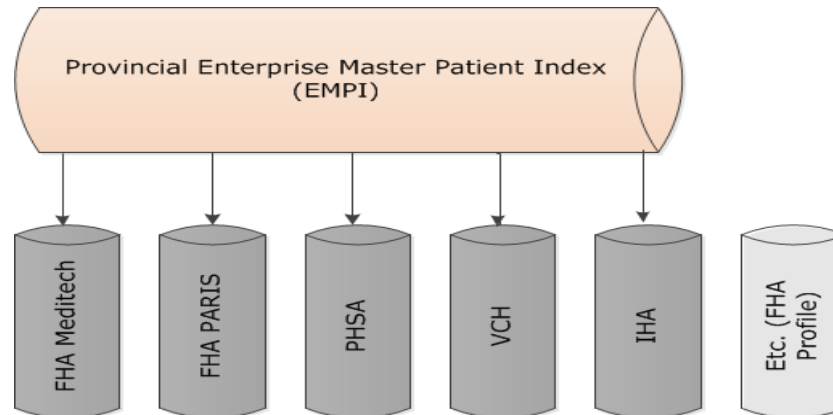 Provincial Enterprise Master Patient Index
(EMPI)
FHA Meditech
FHA PARIS
PHSA
VCH
IHA
Etc. (FHA
Profile)